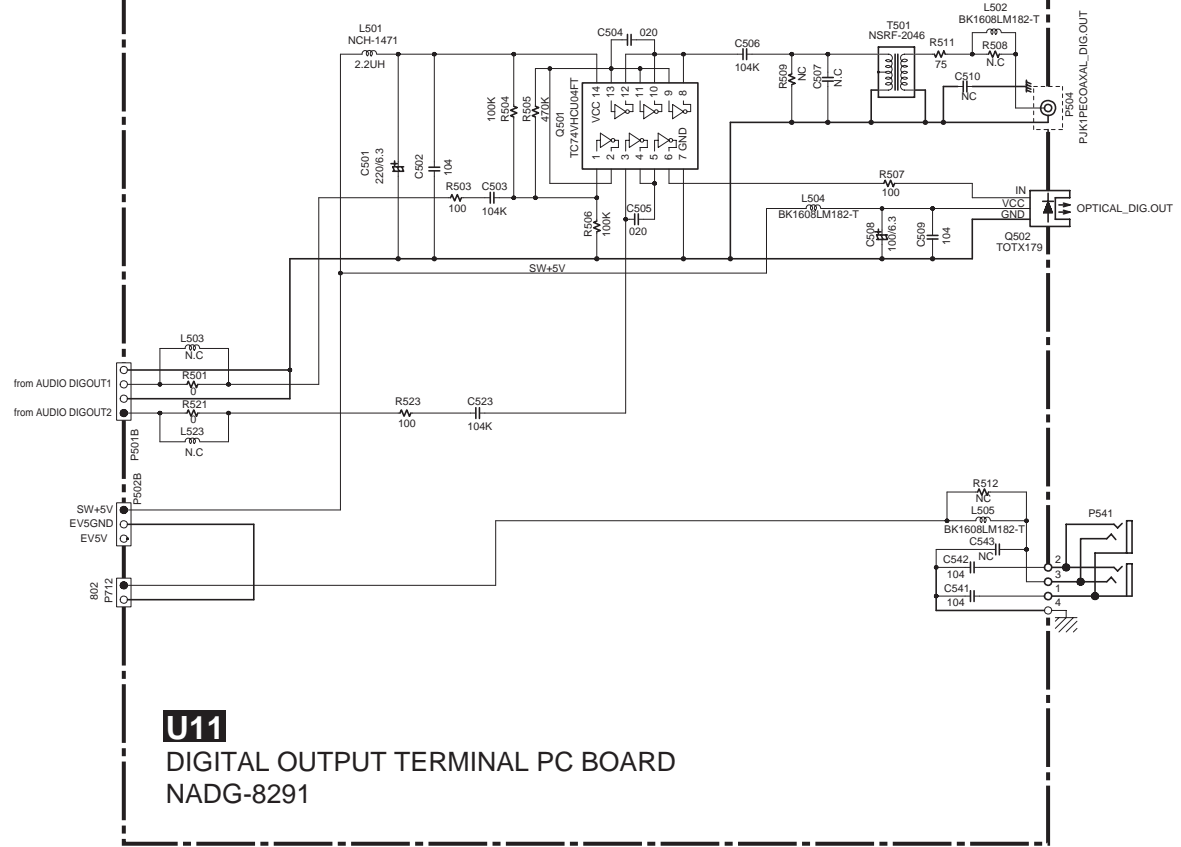 L501
NCH-1471
2.2UH
C501
220/6.3
C502
104
R504
100K
R505
470K
Q501
TC74VHCU04FT
C504 020
14 13 12 11 10 9 8
VCC
GND
1 2 3 4 5 6 7
C506
104K
R509
NC
C507
N.C
T501
NSRF-2046
R511
75
L502
BK1608LM182-T
R508
N.C
C510
NC
P504
PJK1PECOAXAL_DIG.OUT
R503
100
C503
104K
R506
100K
C505
020
R507
100
L504
BK1608LM182-T
C508
100/6.3
C509
104
IN
VCC
GND
OPTICAL_DIG.OUT
Q502
TOTX179
SW+5V
L503
N.C
from AUDIO DIGOUT1
R501
0
from AUDIO DIGOUT2
R521
0
L523
N.C
P501B
R523
100
C523
104K
P502B
SW+5V
EV5GND
EV5V
802
P712
R512
NC
L505
BK1608LM182-T
C543
NC
C542
104
C541
104
2
3
1
4
P541
U11
DIGITAL OUTPUT TERMINAL PC BOARD
NADG-8291